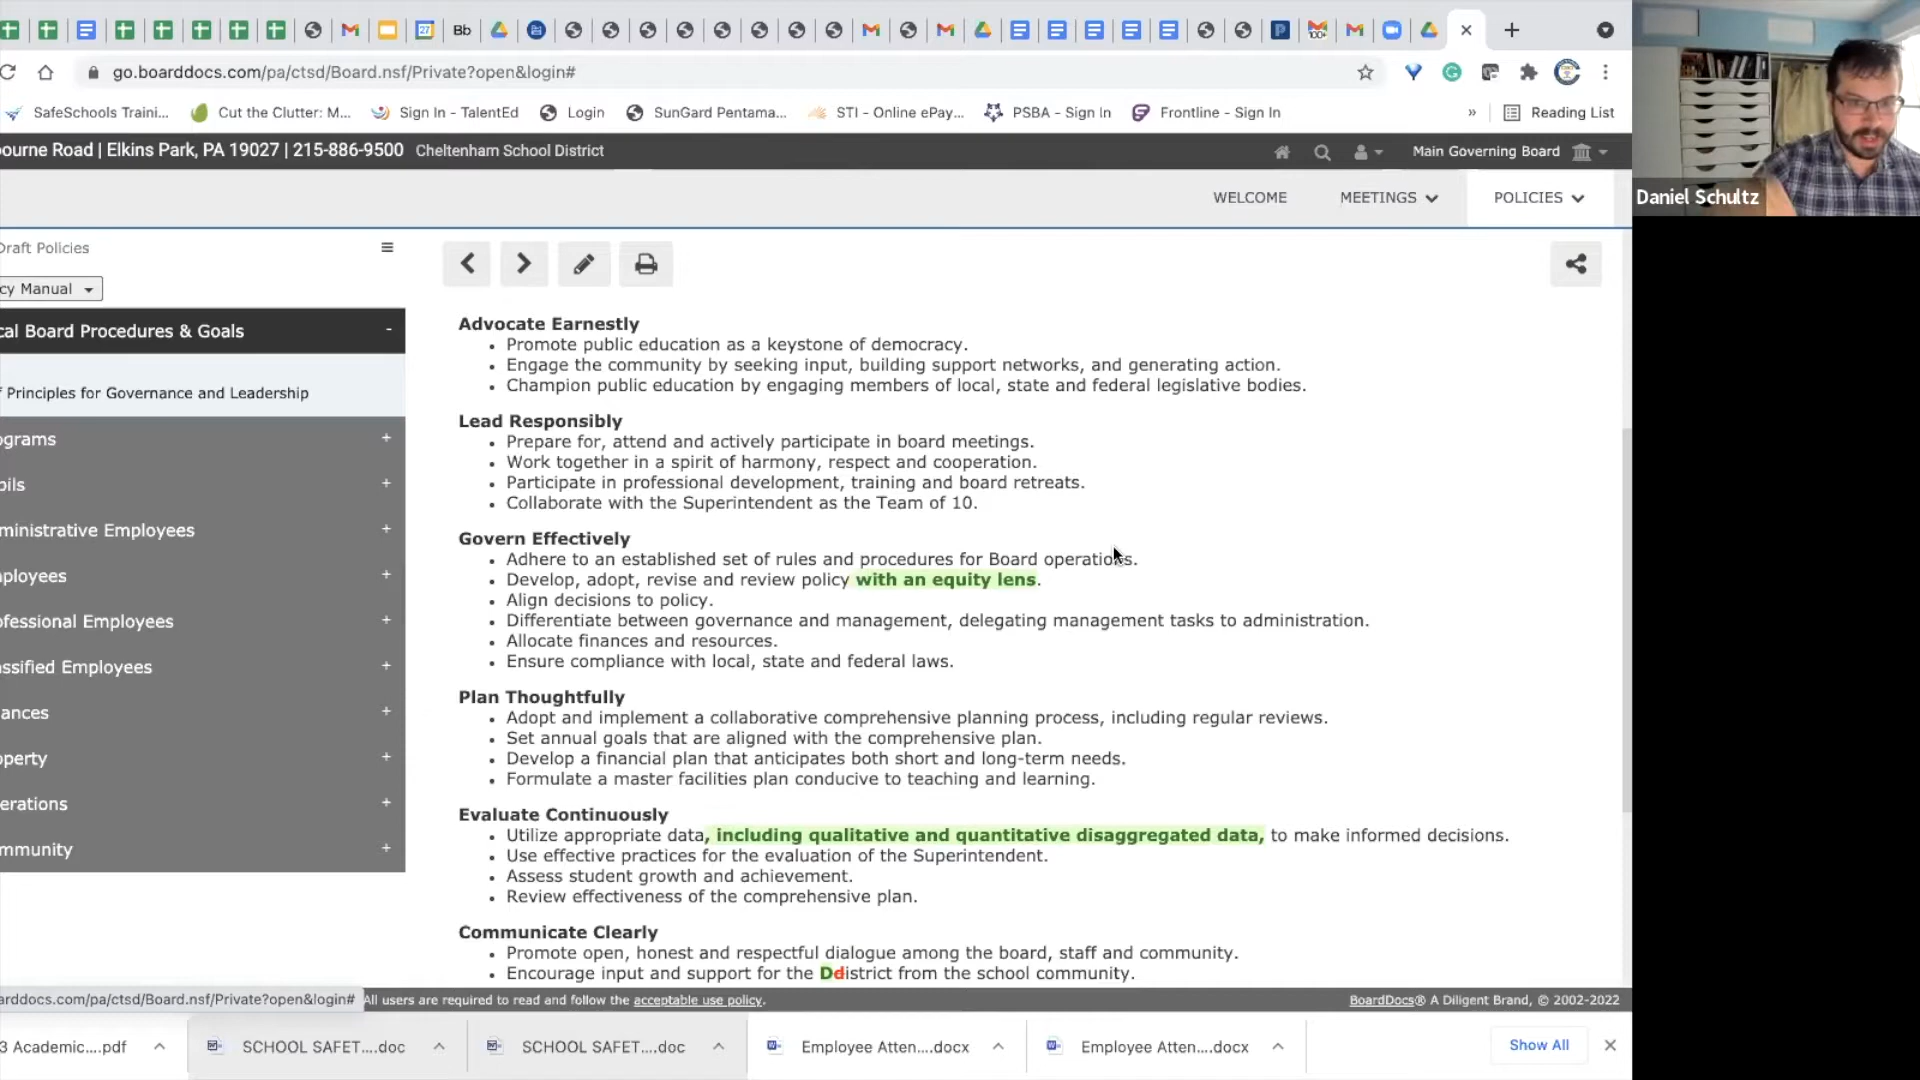 Bb
go.boarddocs.com/pa/ctsd/Board.nsf/Private?open&login#
SafeSchools Traini...
Cut the Clutter: M...
Sign In - TalentEd
Login
SunGard Pentama...
STI - Online ePay...
PSBA - Sign In
Frontline - Sign In
»
Reading List
ourne Road | Elkins Park, PA 19027 | 215-886-9500 Cheltenham School District
Main Governing Board
Daniel Schultz
WELCOME
MEETINGS
POLICIES
Draft Policies
cy Manual
cal Board Procedures & Goals -
f Principles for Governance and Leadership
ograms +
pils +
ministrative Employees +
ployees +
ofessional Employees +
assified Employees +
ances +
operty +
erations +
mmunity +
Advocate Earnestly
• Promote public education as a keystone of democracy.
• Engage the community by seeking input, building support networks, and generating action.
• Champion public education by engaging members of local, state and federal legislative bodies.
Lead Responsibly
• Prepare for, attend and actively participate in board meetings.
• Work together in a spirit of harmony, respect and cooperation.
• Participate in professional development, training and board retreats.
• Collaborate with the Superintendent as the Team of 10.
Govern Effectively
• Adhere to an established set of rules and procedures for Board operations.
• Develop, adopt, revise and review policy with an equity lens.
• Align decisions to policy.
• Differentiate between governance and management, delegating management tasks to administration.
• Allocate finances and resources.
• Ensure compliance with local, state and federal laws.
Plan Thoughtfully
• Adopt and implement a collaborative comprehensive planning process, including regular reviews.
• Set annual goals that are aligned with the comprehensive plan.
• Develop a financial plan that anticipates both short and long-term needs.
• Formulate a master facilities plan conducive to teaching and learning.
Evaluate Continuously
• Utilize appropriate data, including qualitative and quantitative disaggregated data, to make informed decisions.
• Use effective practices for the evaluation of the Superintendent.
• Assess student growth and achievement.
• Review effectiveness of the comprehensive plan.
Communicate Clearly
• Promote open, honest and respectful dialogue among the board, staff and community.
• Encourage input and support for the Ddistrict from the school community.
arddocs.com/pa/ctsd/Board.nsf/Private?open&login#
All users are required to read and follow the acceptable use policy.
BoardDocs® A Diligent Brand, © 2002-2022
3 Academic....pdf
SCHOOL SAFET....doc
SCHOOL SAFET....doc
Employee Atten....docx
Employee Atten....docx
Show All